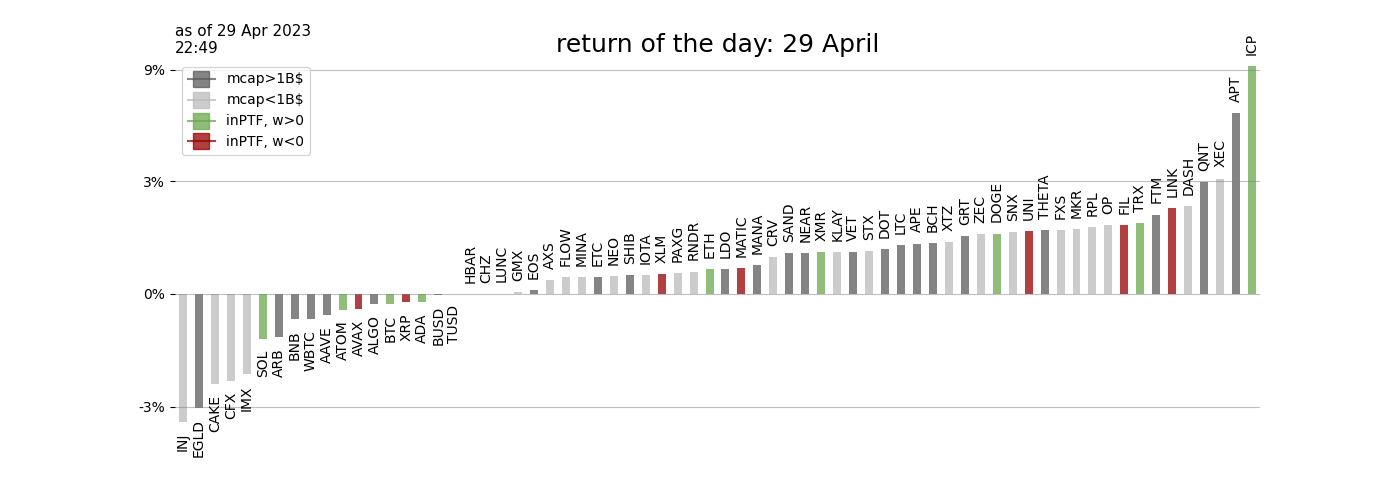 as of 29 Apr 2023
22:49
return of the day: 29 April
mcap>1B$
mcap<1B$
inPTF, w>0
inPTF, w<0
9%
3%
0%
-3%
INJ
EGLD
CAKE
CFX
IMX
SOL
ARB
BNB
WBTC
AAVE
ATOM
AVAX
ALGO
BTC
XRP
ADA
BUSD
TUSD
HBAR
CHZ
LUNC
GMX
EOS
AXS
FLOW
MINA
ETC
NEO
SHIB
IOTA
XLM
PAXG
RNDR
ETH
LDO
MATIC
MANA
CRV
SAND
NEAR
XMR
KLAY
VET
STX
DOT
LTC
APE
BCH
XTZ
GRT
ZEC
DOGE
SNX
UNI
THETA
FXS
MKR
RPL
OP
FIL
TRX
FTM
LINK
DASH
QNT
XEC
APT
ICP